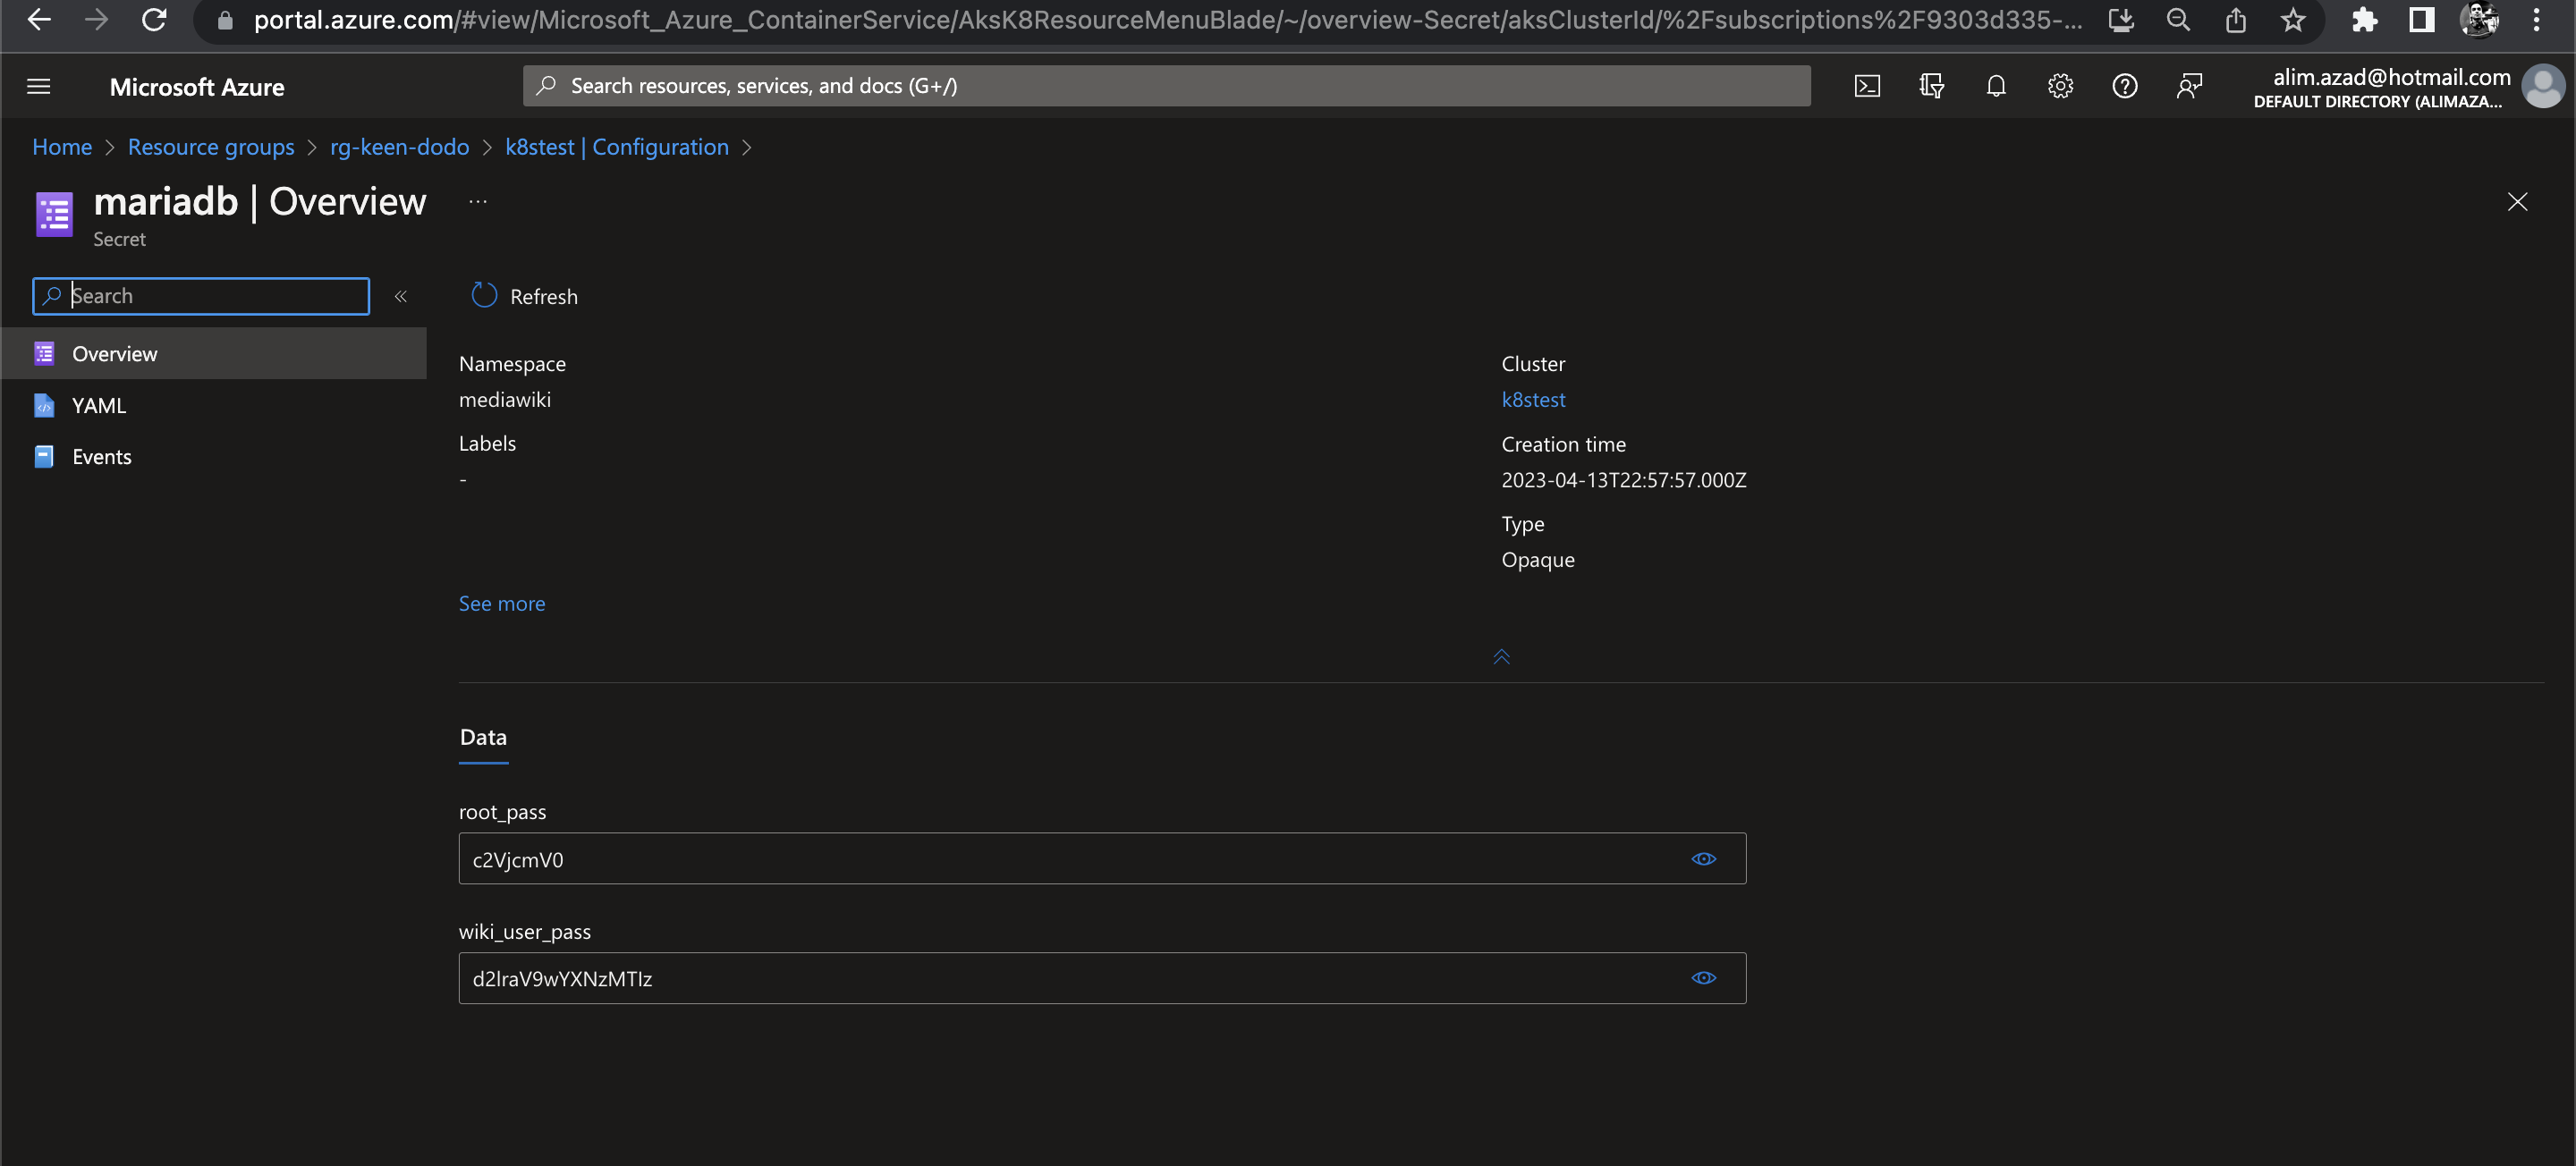 portal.azure.com/#view/Microsoft_Azure_ContainerService/AksK8ResourceMenuBlade/~/overview-Secret/aksClusterId/%2Fsubscriptions%2F9303d335-...
Microsoft Azure
Search resources, services, and docs (G+/)
alim.azad@hotmail.com
DEFAULT DIRECTORY (ALIMAZA...
Home > Resource groups > rg-keen-dodo > k8stest | Configuration >
mariadb | Overview ...
Secret
Search
«
Refresh
Overview
YAML
Events
Namespace
mediawiki
Labels
-
See more
Cluster
k8stest
Creation time
2023-04-13T22:57:57.000Z
Type
Opaque
Data
root_pass
c2VjcmV0
wiki_user_pass
d2lraV9wYXNzMTIz